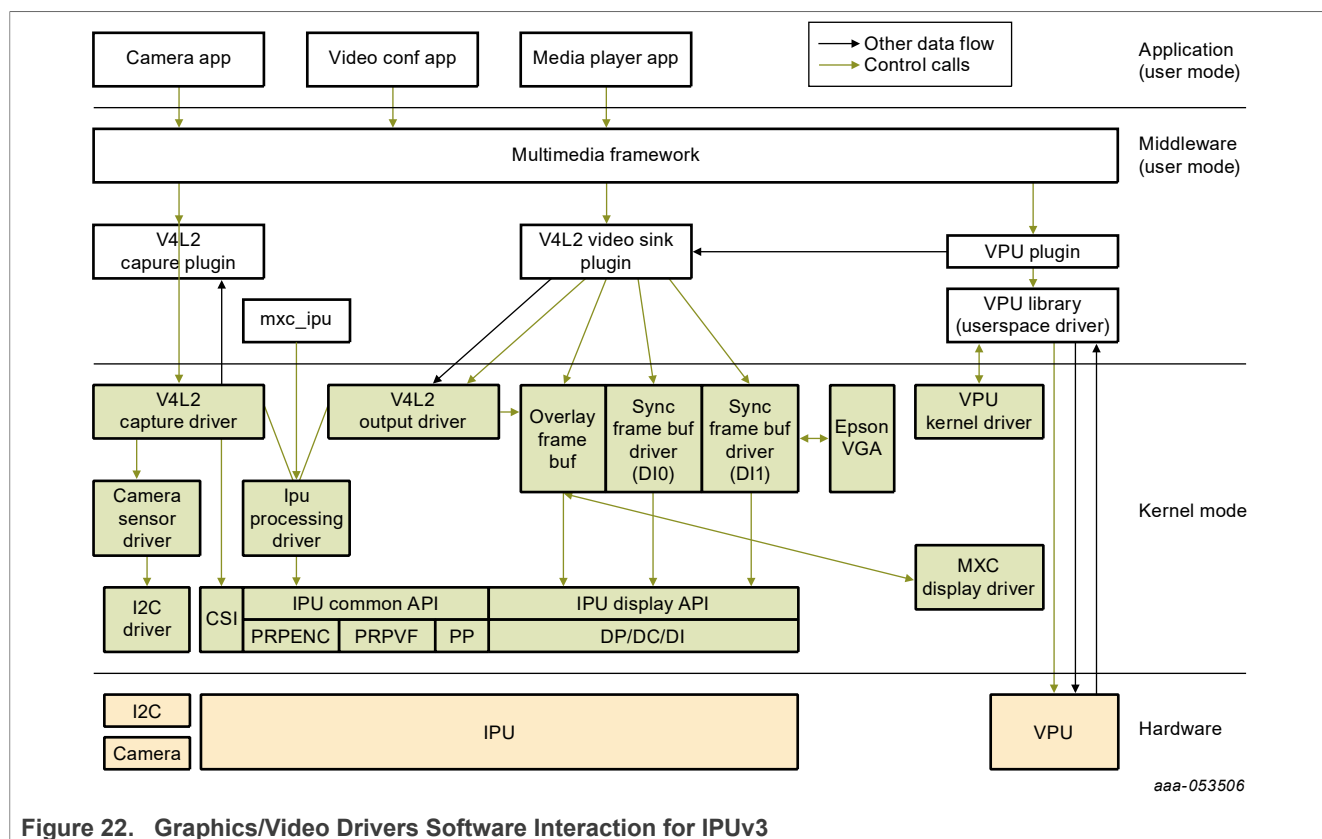 Camera app
Video conf app
Media player app
Other data flow
Control calls
Application
(user mode)
Multimedia framework
Middleware
(user mode)
V4L2
capure plugin
V4L2 video sink
plugin
VPU plugin
mxc_ipu
VPU library
(userspace driver)
V4L2
capture driver
V4L2
output driver
Overlay
frame
buf
Sync
frame buf
driver
(DI0)
Sync
frame buf
driver
(DI1)
Epson
VGA
VPU
kernel driver
Camera
sensor
driver
Ipu
processing
driver
Kernel mode
MXC
display driver
I2C
driver
CSI
IPU common API
IPU display API
PRPENC
PRPVF
PP
DP/DC/DI
I2C
Camera
IPU
VPU
Hardware
aaa-053506
Figure 22. Graphics/Video Drivers Software Interaction for IPUv3